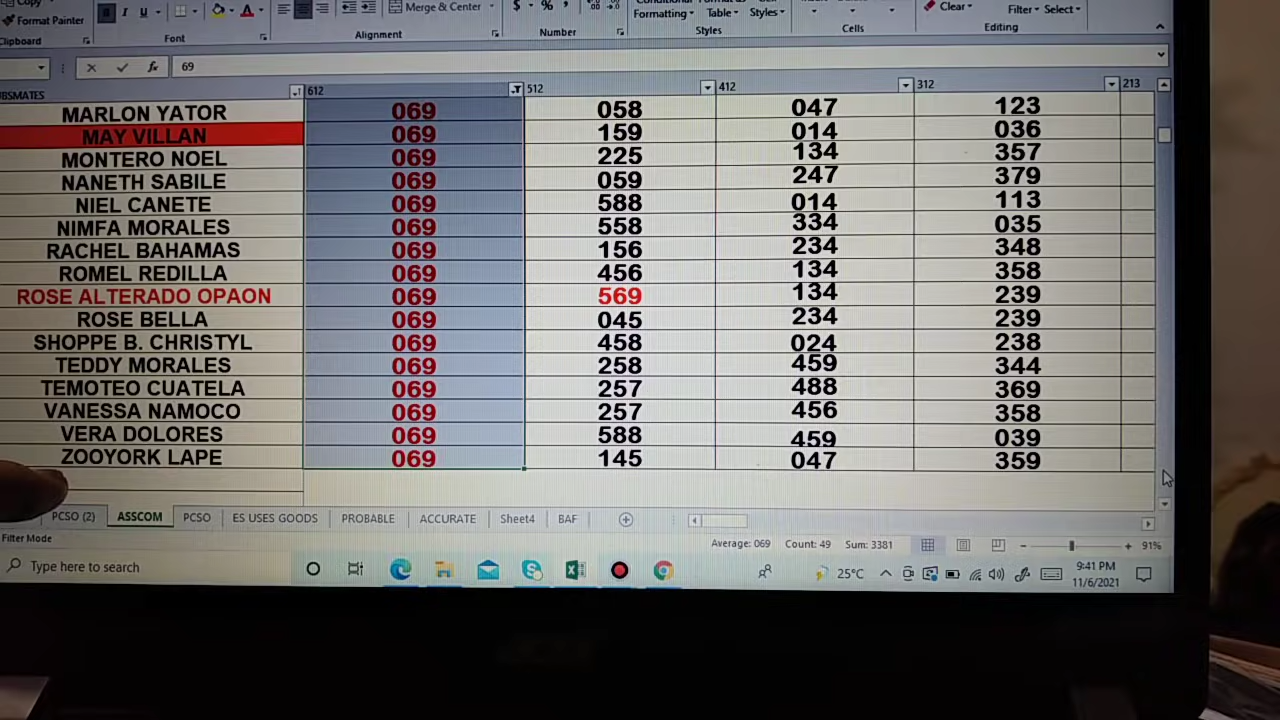 Copy
Format Painter
Clipboard
B I U A
Font
Merge & Center
Alignment
$ % ,
Number
Formatting Table Styles
Styles
Cells
Clear
Filter Select
Editing
fx 69
BSMATES 612 512 412 312 213
MARLON YATOR 069 058 047 123
MAY VILLAN 069 159 014 036
MONTERO NOEL 069 225 134 357
NANETH SABILE 069 059 247 379
NIEL CANETE 069 588 014 113
NIMFA MORALES 069 558 334 035
RACHEL BAHAMAS 069 156 234 348
ROMEL REDILLA 069 456 134 358
ROSE ALTERADO OPAON 069 569 134 239
ROSE BELLA 069 045 234 239
SHOPPE B. CHRISTYL 069 458 024 238
TEDDY MORALES 069 258 459 344
TEMOTEO CUATELA 069 257 488 369
VANESSA NAMOCO 069 257 456 358
VERA DOLORES 069 588 459 039
ZOOYORK LAPE 069 145 047 359
PCSO (2) ASSCOM PCSO ES USES GOODS PROBABLE ACCURATE Sheet4 BAF
Filter Mode Average: 069 Count: 49 Sum: 3381 91%
Type here to search 25°C 9:41 PM
11/6/2021